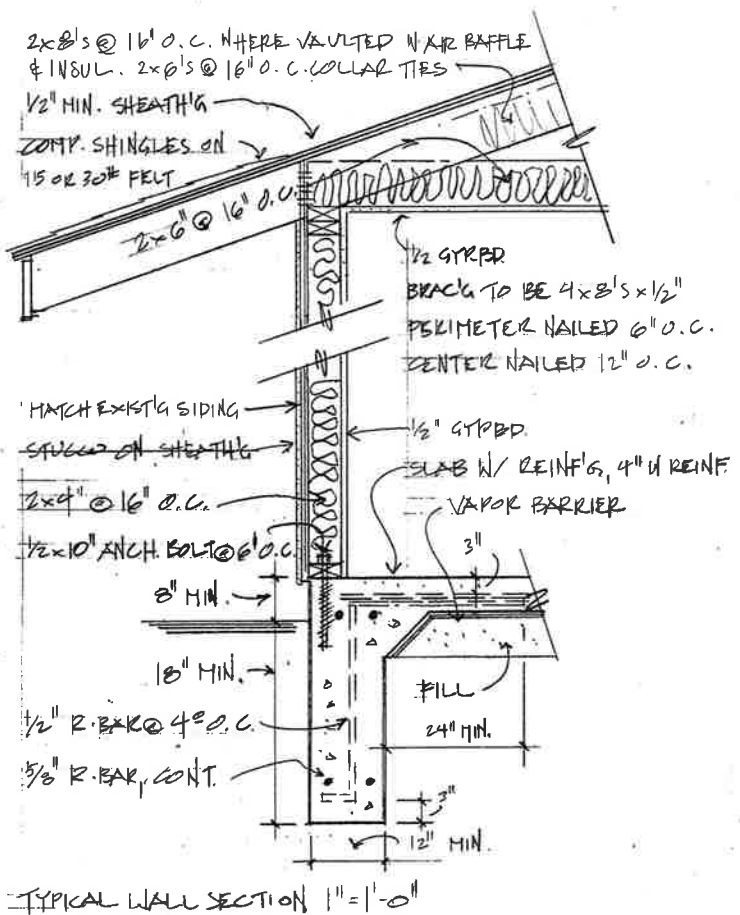 2x8's @ 16" O.C. WHERE VAULTED W/ AIR BAFFLE
& INSUL. 2x6's @ 16" O.C. COLLAR TIES
1/2" MIN. SHEATH'G
COMP. SHINGLES ON
15 OR 30# FELT
2x6" @ 16" O.C.
1/2 GYPBD
BRAC'G TO BE 4x8's x 1/2"
PERIMETER NAILED 6" O.C.
CENTER NAILED 12" O.C.
MATCH EXIST'G SIDING
STUCCO ON SHEATH'G
2x4" @ 16" O.C.
1/2x10" ANCH. BOLT @ 6' O.C.
1/2" GYPBD.
SLAB W/ REINF'G, 4" W REINF
VAPOR BARRIER
3"
8" MIN.
18" MIN.
FILL
24" MIN.
1/2" R.BAR @ 4º O.C.
5/8" R.BAR, CONT.
3"
12" MIN.
TYPICAL WALL SECTION 1" = 1'-0"